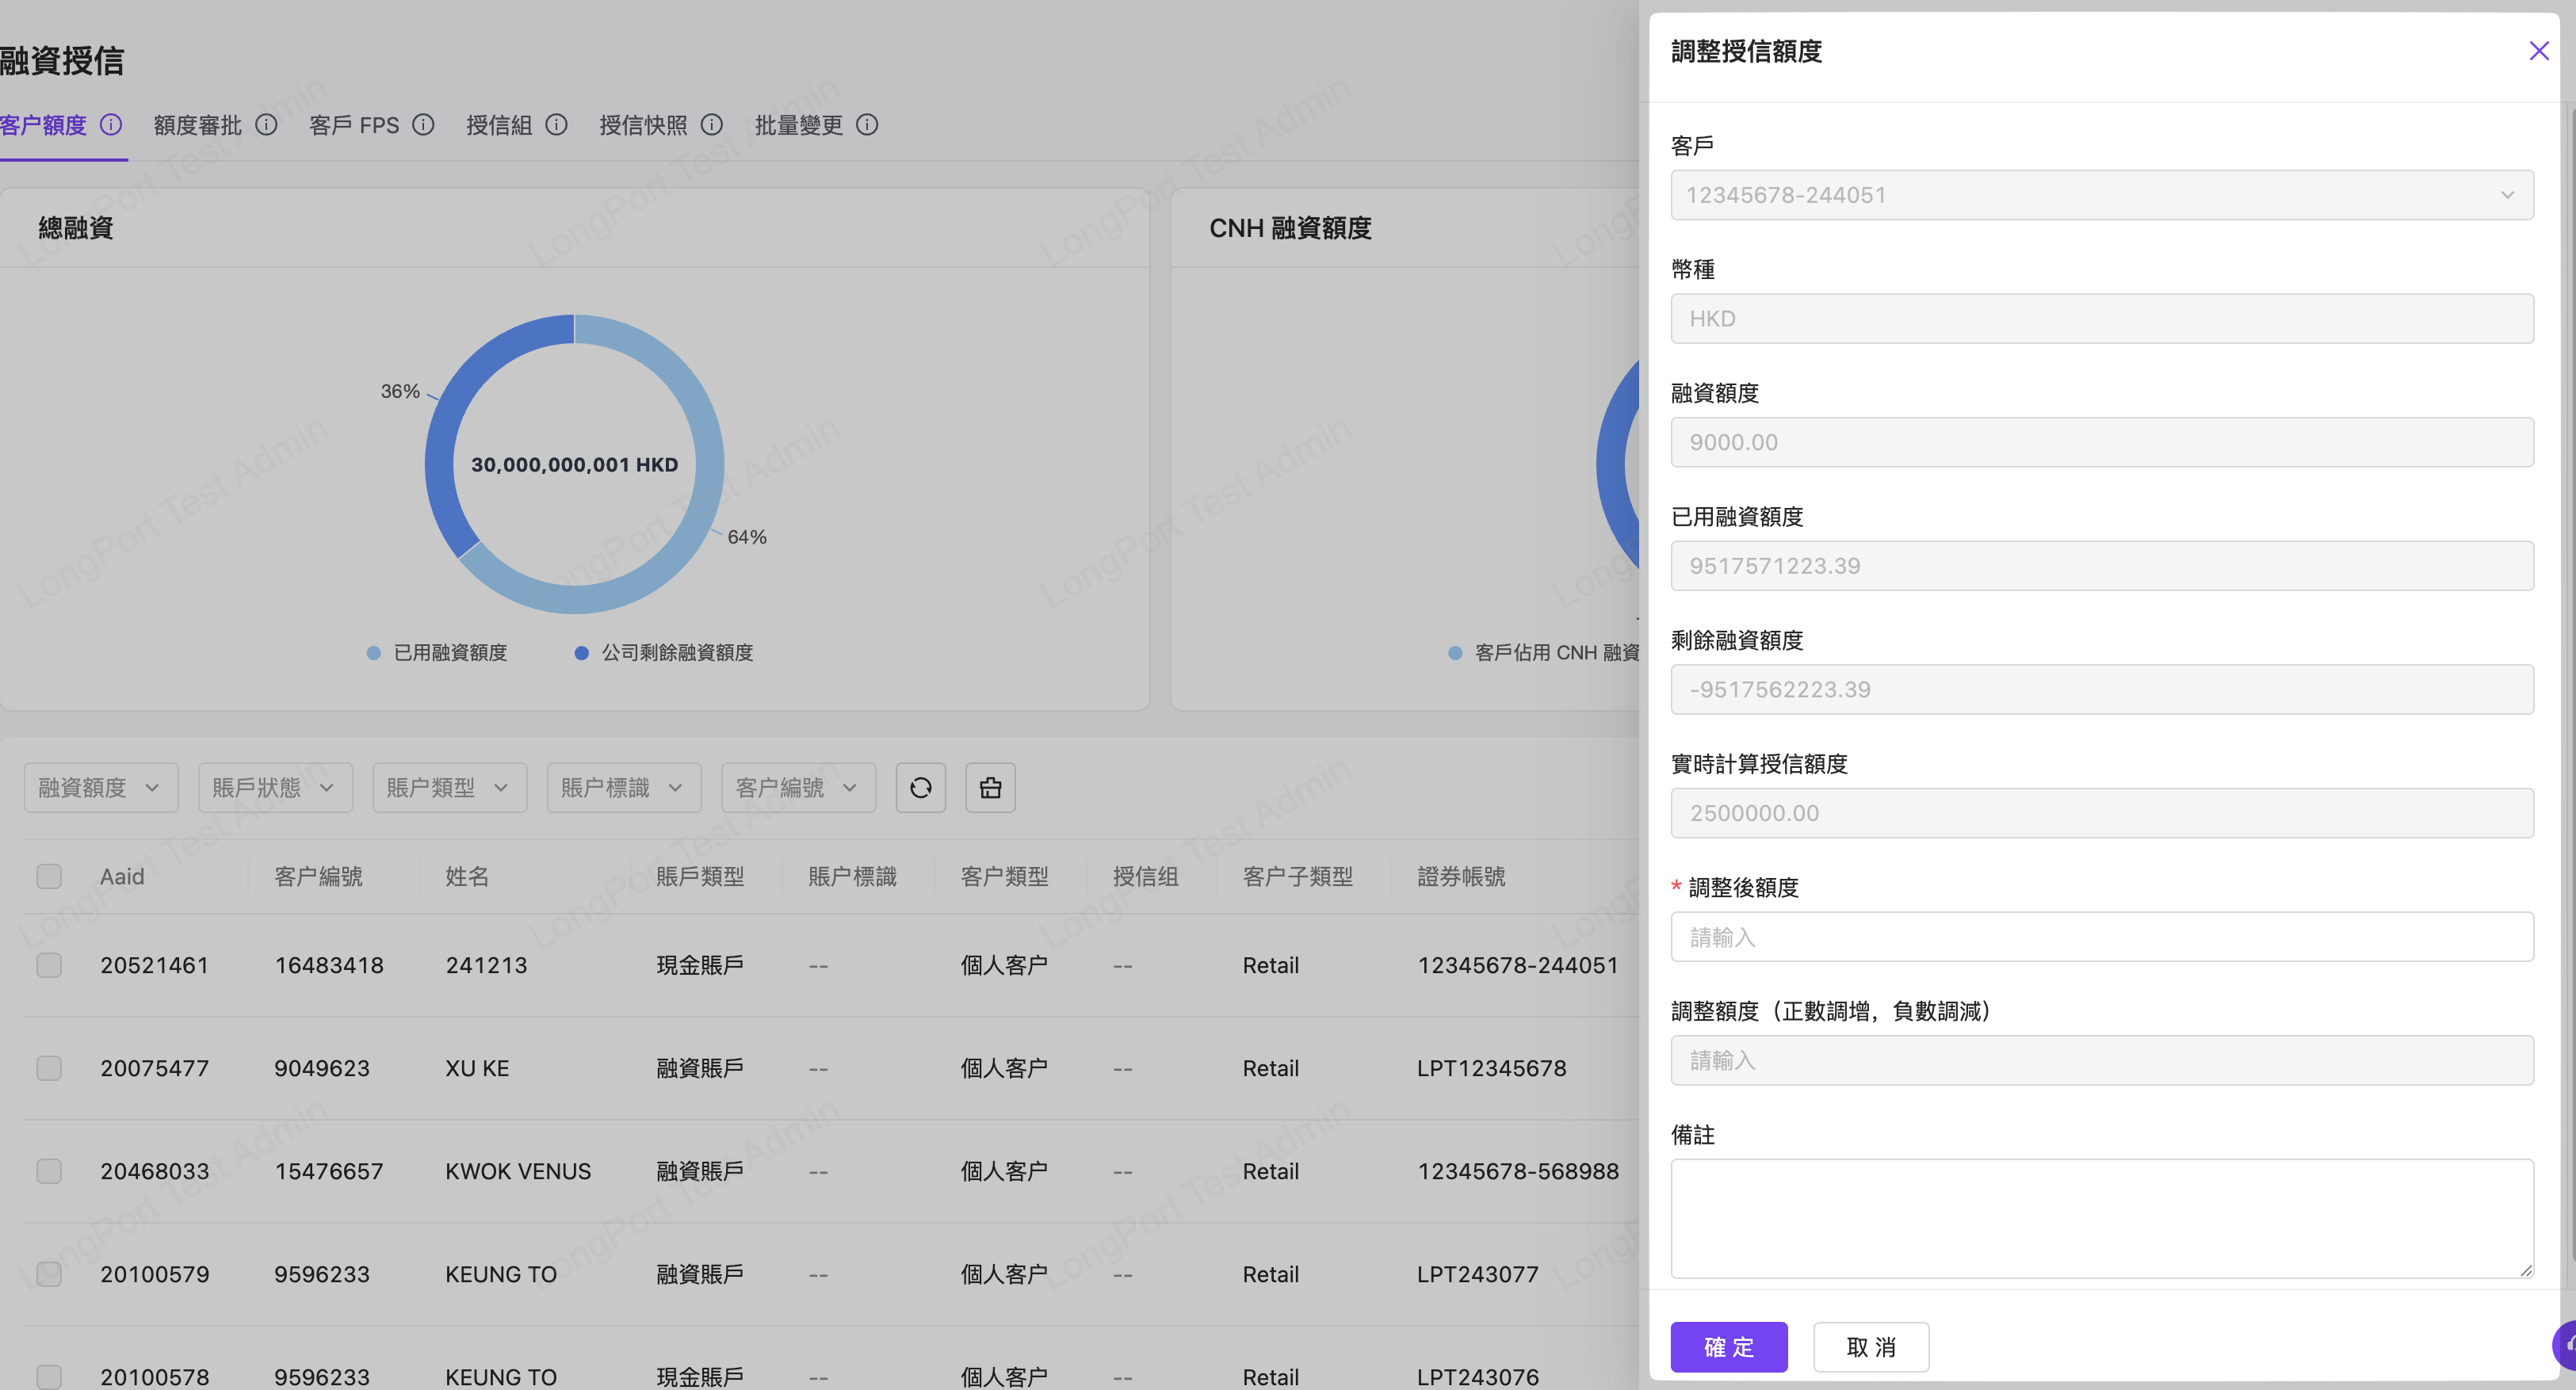 融資授信
客户額度 額度審批 客戶 FPS 授信組 授信快照 批量變更
總融資
36%
30,000,000,001 HKD
64%
已用融資額度 公司剩餘融資額度
CNH 融資額度
客戶佔用 CNH 融資
融資額度 賬戶狀態 賬户類型 賬户標識 客户編號
Aaid 客户編號 姓名 賬戶類型 賬户標識 客户類型 授信组 客户子類型 證券帳號
20521461 16483418 241213 現金賬戶 -- 個人客户 -- Retail 12345678-244051
20075477 9049623 XU KE 融資賬戶 -- 個人客户 -- Retail LPT12345678
20468033 15476657 KWOK VENUS 融資賬戶 -- 個人客户 -- Retail 12345678-568988
20100579 9596233 KEUNG TO 融資賬戶 -- 個人客户 -- Retail LPT243077
20100578 9596233 KEUNG TO 現金賬戶 -- 個人客户 -- Retail LPT243076
調整授信額度
客戶
12345678-244051
幣種
HKD
融資額度
9000.00
已用融資額度
9517571223.39
剩餘融資額度
-9517562223.39
實時計算授信額度
2500000.00
* 調整後額度
請輸入
調整額度（正數調增，負數調減）
請輸入
備註
確 定 取 消
LongPort Test Admin